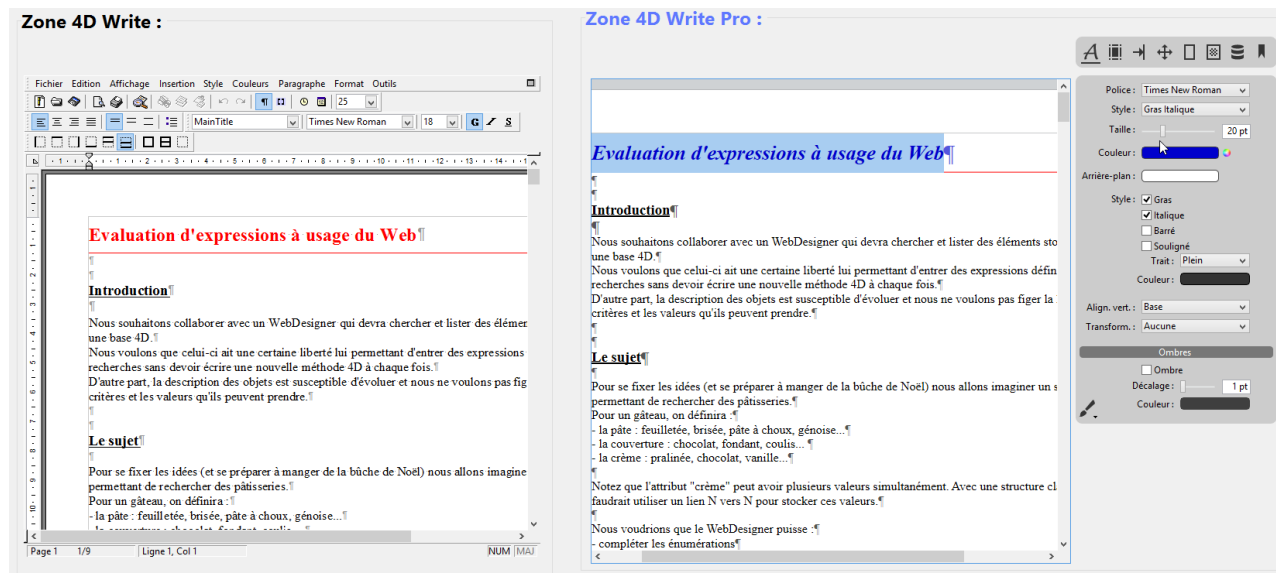 Zone 4D Write :
Fichier Edition Affichage Insertion Style Couleurs Paragraphe Format Outils
25
MainTitle Times New Roman 18 G I S
1 1 2 3 4 5 6 7 8 9 10 11 12 13 14
Evaluation d'expressions à usage du Web¶
¶
¶
Introduction¶
¶
Nous souhaitons collaborer avec un WebDesigner qui devra chercher et lister des élémen
une base 4D.¶
Nous voulons que celui-ci ait une certaine liberté lui permettant d'entrer des expressions
recherches sans devoir écrire une nouvelle méthode 4D à chaque fois.¶
D'autre part, la description des objets est susceptible d'évoluer et nous ne voulons pas fig
critères et les valeurs qu'ils peuvent prendre.¶
¶
¶
Le sujet¶
¶
Pour se fixer les idées (et se préparer à manger de la bûche de Noël) nous allons imagine
permettant de rechercher des pâtisseries.¶
Pour un gâteau, on définira :¶
- la pâte : feuilletée, brisée, pâte à choux, génoise...¶
Page 1 1/9 Ligne 1, Col 1 NUM MAJ
Zone 4D Write Pro :
Evaluation d'expressions à usage du Web¶
¶
¶
Introduction¶
¶
Nous souhaitons collaborer avec un WebDesigner qui devra chercher et lister des éléments sto
une base 4D.¶
Nous voulons que celui-ci ait une certaine liberté lui permettant d'entrer des expressions défin
recherches sans devoir écrire une nouvelle méthode 4D à chaque fois.¶
D'autre part, la description des objets est susceptible d'évoluer et nous ne voulons pas figer la
critères et les valeurs qu'ils peuvent prendre.¶
¶
¶
Le sujet¶
¶
Pour se fixer les idées (et se préparer à manger de la bûche de Noël) nous allons imaginer un s
permettant de rechercher des pâtisseries.¶
Pour un gâteau, on définira :¶
- la pâte : feuilletée, brisée, pâte à choux, génoise...¶
- la couverture : chocolat, fondant, coulis... ¶
- la crème : pralinée, chocolat, vanille...¶
¶
Notez que l'attribut "crème" peut avoir plusieurs valeurs simultanément. Avec une structure cl
faudrait utiliser un lien N vers N pour stocker ces valeurs.¶
¶
Nous voudrions que le WebDesigner puisse :¶
- compléter les énumérations¶
A
Police : Times New Roman
Style : Gras Italique
Taille : 20 pt
Couleur :
Arrière-plan :
Style : Gras
Italique
Barré
Souligné
Trait : Plein
Couleur :
Align. vert. : Base
Transform. : Aucune
Ombres
Ombre
Décalage : 1 pt
Couleur :